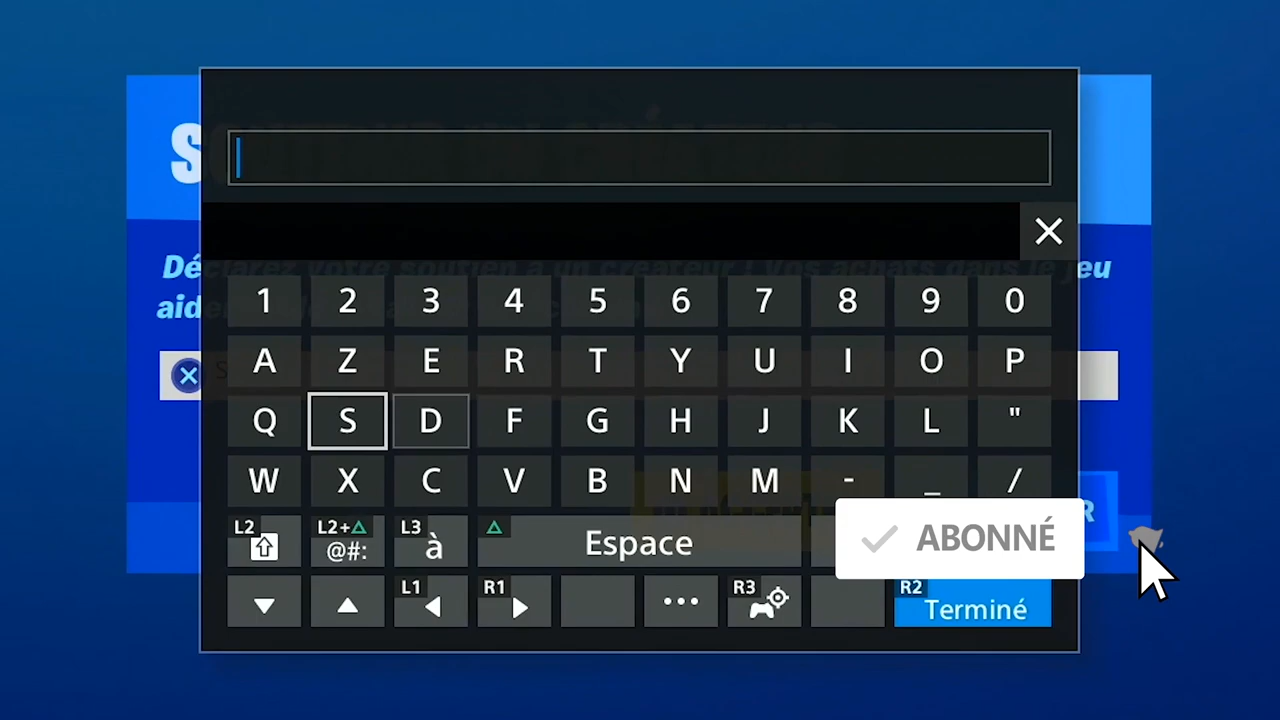 S
Déclarez votre soutien à un créateur ! Vos achats dans le jeu
aide
1 2 3 4 5 6 7 8 9 0
A Z E R T Y U I O P
S
Q S D F G H J K L "
W X C V B N M - _ /
R
L2 L2+△ @#: L3 à △ Espace
ABONNÉ
L1 R1 ... R3 R2 Terminé